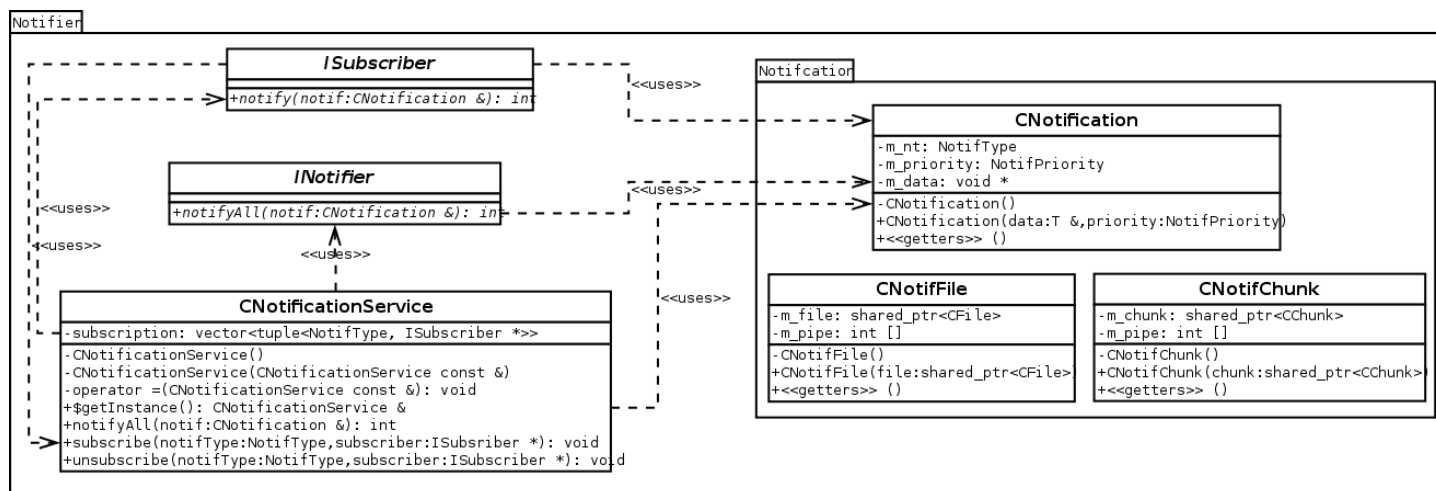 Notifier
ISubscriber
+notify(notif:CNotification &): int
<<uses>>
Notifcation
CNotification
-m_nt: NotifType
-m_priority: NotifPriority
-m_data: void *
-CNotification()
+CNotification(data:T &,priority:NotifPriority)
+<<getters>> ()
INotifier
+notifyAll(notif:CNotification &): int
<<uses>>
<<uses>>
<<uses>>
<<uses>>
<<uses>>
CNotificationService
-subscription: vector<tuple<NotifType, ISubscriber *>>
-CNotificationService()
-CNotificationService(CNotificationService const &)
-operator =(CNotificationService const &): void
+$getInstance(): CNotificationService &
+notifyAll(notif:CNotification &): int
+subscribe(notifType:NotifType,subscriber:ISubsriber *): void
+unsubscribe(notifType:NotifType,subscriber:ISubscriber *): void
CNotifFile
-m_file: shared_ptr<CFile>
-m_pipe: int []
-CNotifFile()
+CNotifFile(file:shared_ptr<CFile>)
+<<getters>> ()
CNotifChunk
-m_chunk: shared_ptr<CChunk>
-m_pipe: int []
-CNotifChunk()
+CNotifChunk(chunk:shared_ptr<CChunk>)
+<<getters>> ()